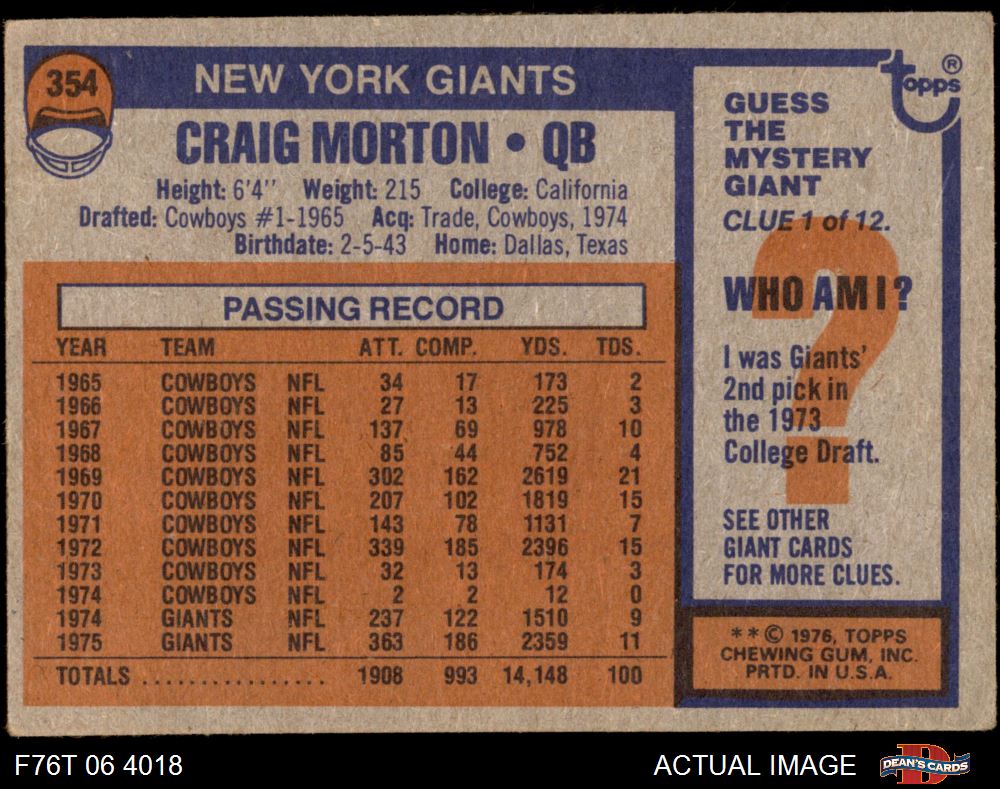 354
NEW YORK GIANTS
CRAIG MORTON • QB
Height: 6'4'' Weight: 215 College: California
Drafted: Cowboys #1-1965 Acq: Trade, Cowboys, 1974
Birthdate: 2-5-43 Home: Dallas, Texas
PASSING RECORD
YEAR TEAM ATT. COMP. YDS. TDS.
1965 COWBOYS NFL 34 17 173 2
1966 COWBOYS NFL 27 13 225 3
1967 COWBOYS NFL 137 69 978 10
1968 COWBOYS NFL 85 44 752 4
1969 COWBOYS NFL 302 162 2619 21
1970 COWBOYS NFL 207 102 1819 15
1971 COWBOYS NFL 143 78 1131 7
1972 COWBOYS NFL 339 185 2396 15
1973 COWBOYS NFL 32 13 174 3
1974 COWBOYS NFL 2 2 12 0
1974 GIANTS NFL 237 122 1510 9
1975 GIANTS NFL 363 186 2359 11
TOTALS ................ 1908 993 14,148 100
topps ®
GUESS
THE
MYSTERY
GIANT
CLUE 1 of 12.
?
WHO AM I?
I was Giants'
2nd pick in
the 1973
College Draft.
SEE OTHER
GIANT CARDS
FOR MORE CLUES.
**© 1976, TOPPS
CHEWING GUM, INC.
PRTD. IN U.S.A.
F76T 06 4018
ACTUAL IMAGE
D
DEAN'S CARDS